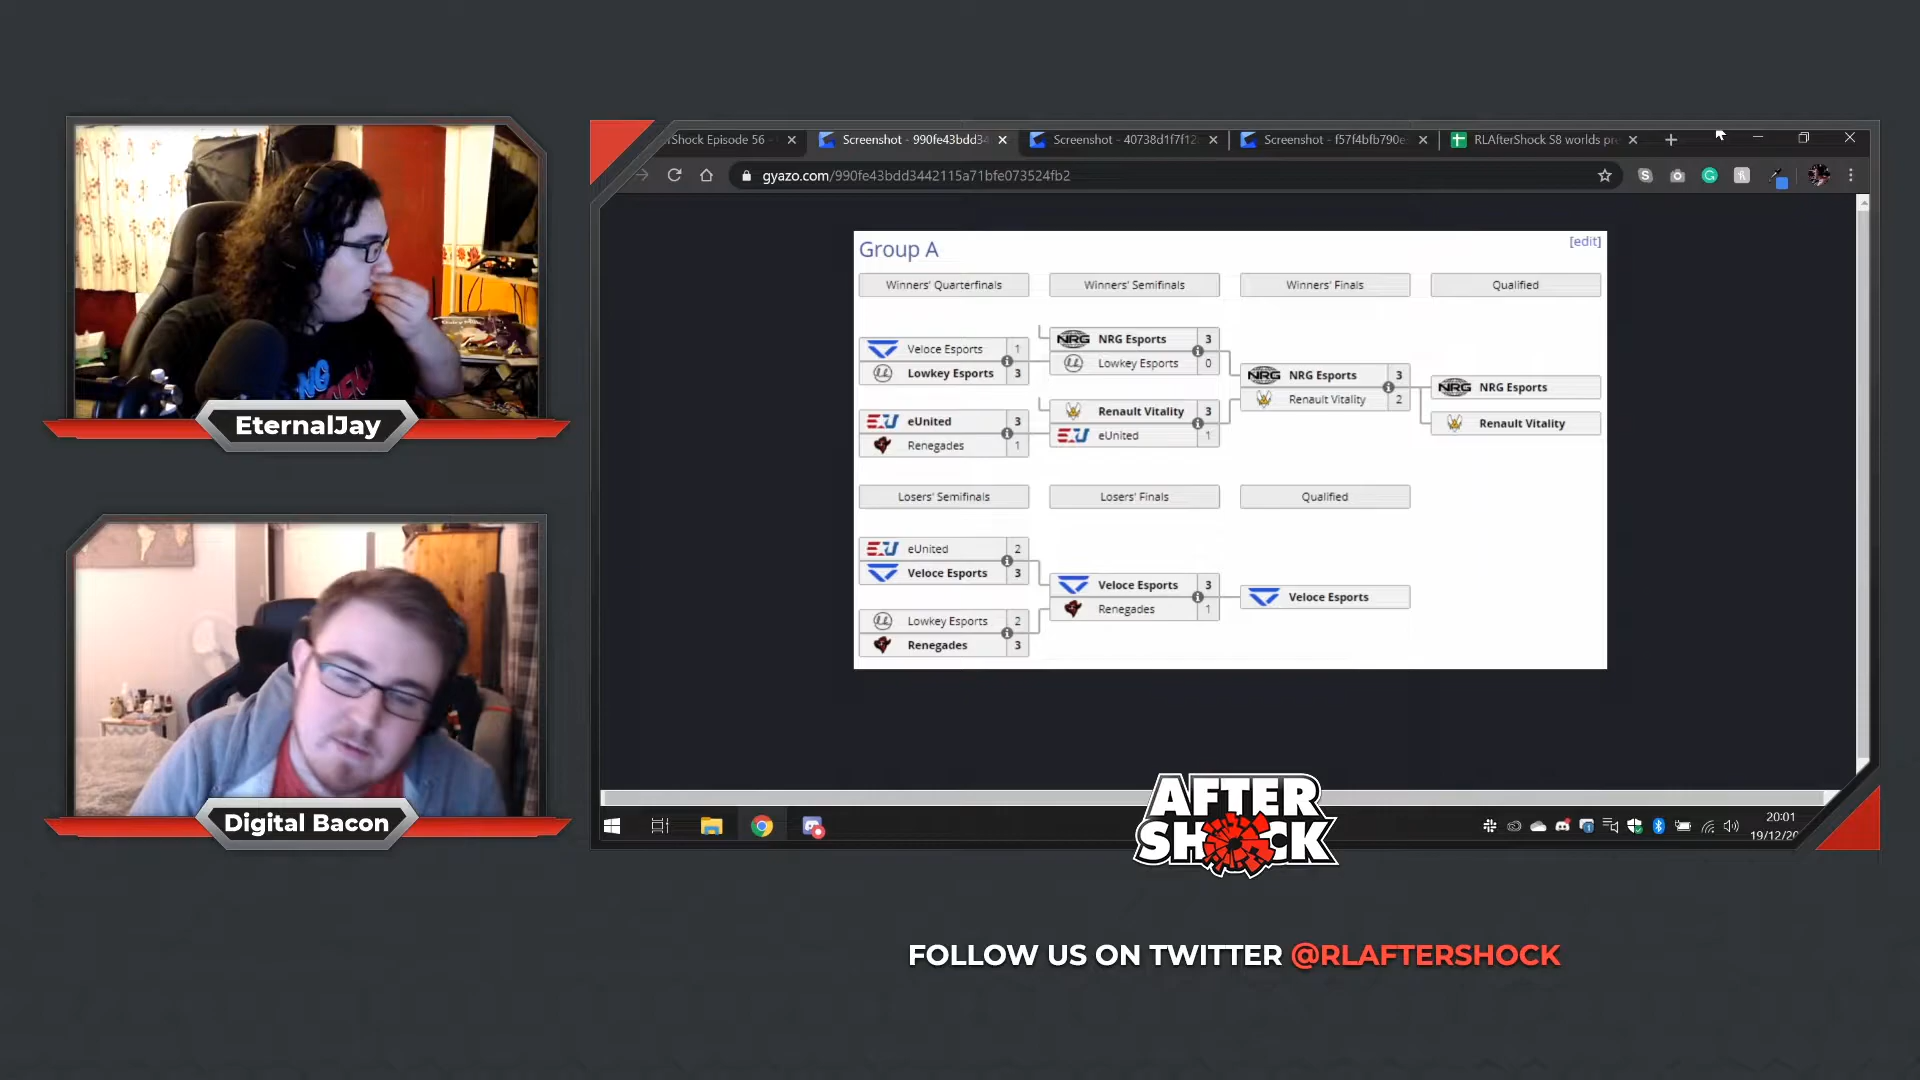 Shock Episode 56 -
Screenshot - 990fe43bdd34
Screenshot - 40738d1f7f12
Screenshot - f57f4bfb790e
RLAfterShock S8 worlds pr
gyazo.com/990fe43bdd3442115a71bfe073524fb2
Group A
[edit]
Winners' Quarterfinals
Winners' Semifinals
Winners' Finals
Qualified
Veloce Esports 1
Lowkey Esports 3
NRG Esports 3
Lowkey Esports 0
NRG Esports 3
Renault Vitality 2
NRG Esports
Renault Vitality
eUnited 3
Renegades 1
Renault Vitality 3
eUnited 1
Losers' Semifinals
Losers' Finals
Qualified
eUnited 2
Veloce Esports 3
Veloce Esports 3
Renegades 1
Veloce Esports
Lowkey Esports 2
Renegades 3
EternalJay
Digital Bacon
20:01
19/12/20
AFTER
SHOCK
FOLLOW US ON TWITTER @RLAFTERSHOCK